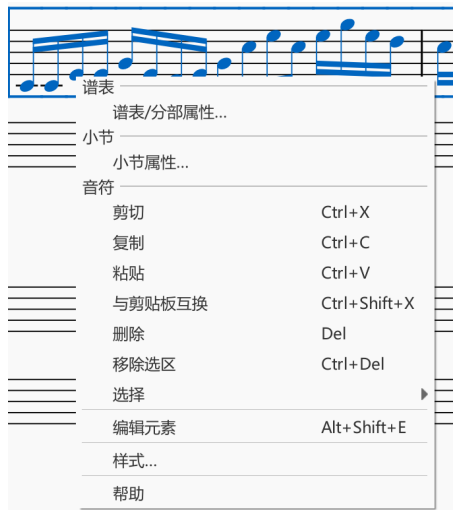 谱表
谱表/分部属性...
小节
小节属性...
音符
剪切 Ctrl+X
复制 Ctrl+C
粘贴 Ctrl+V
与剪贴板互换 Ctrl+Shift+X
删除 Del
移除选区 Ctrl+Del
选择
编辑元素 Alt+Shift+E
样式...
帮助